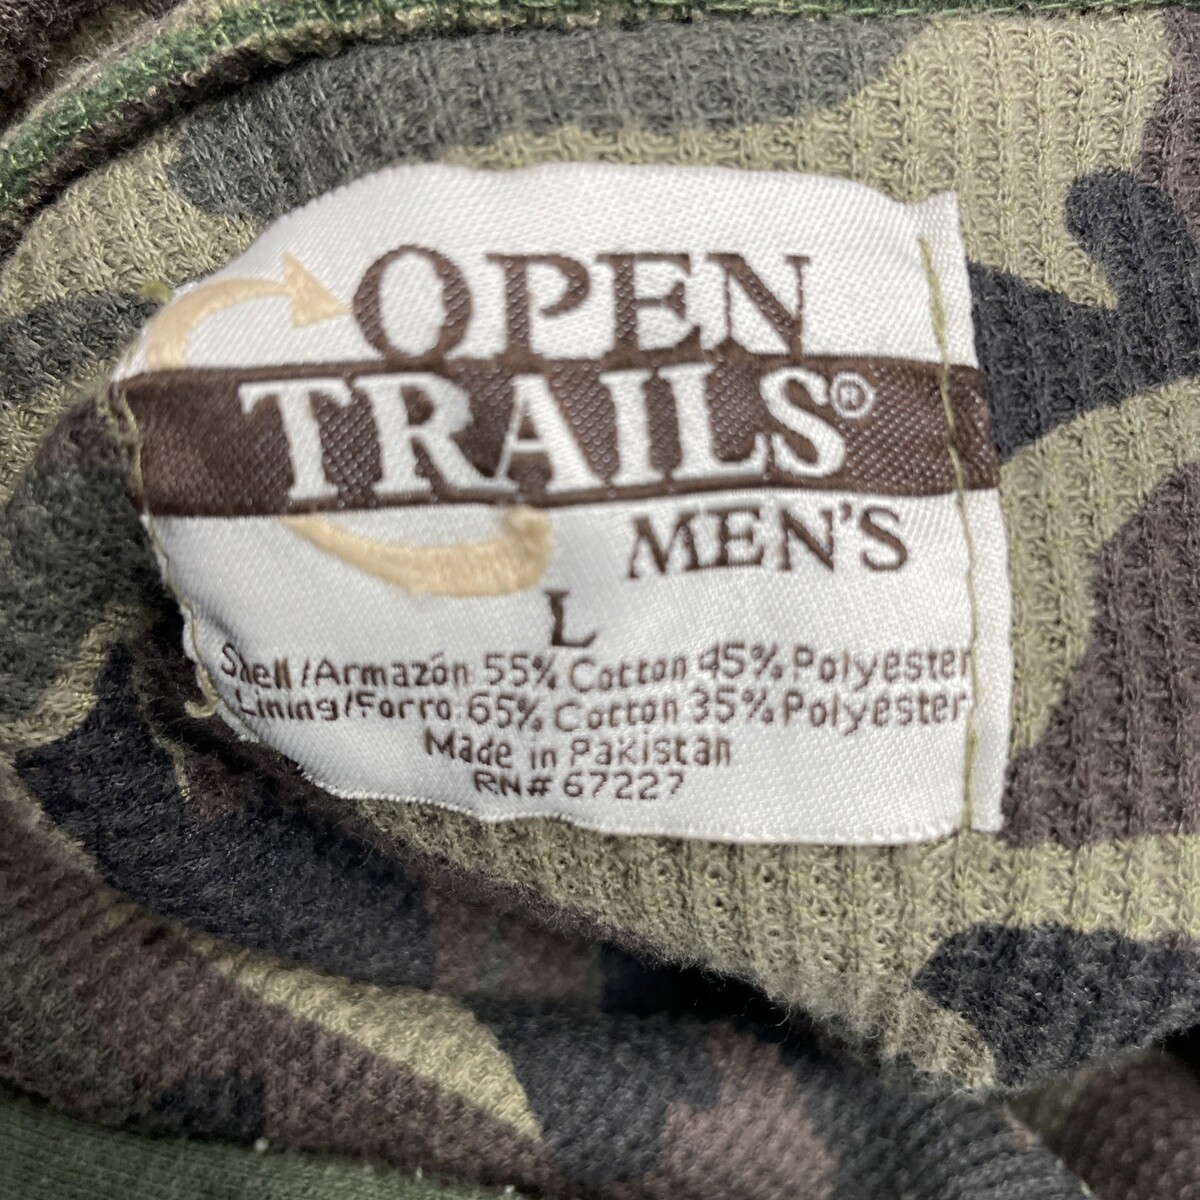 OPEN
TRAILS®
MEN'S
L
Shell/Armazón 55% Cotton 45% Polyester
Lining/Forro 65% Cotton 35% Polyester
Made in Pakistan
RN# 67227